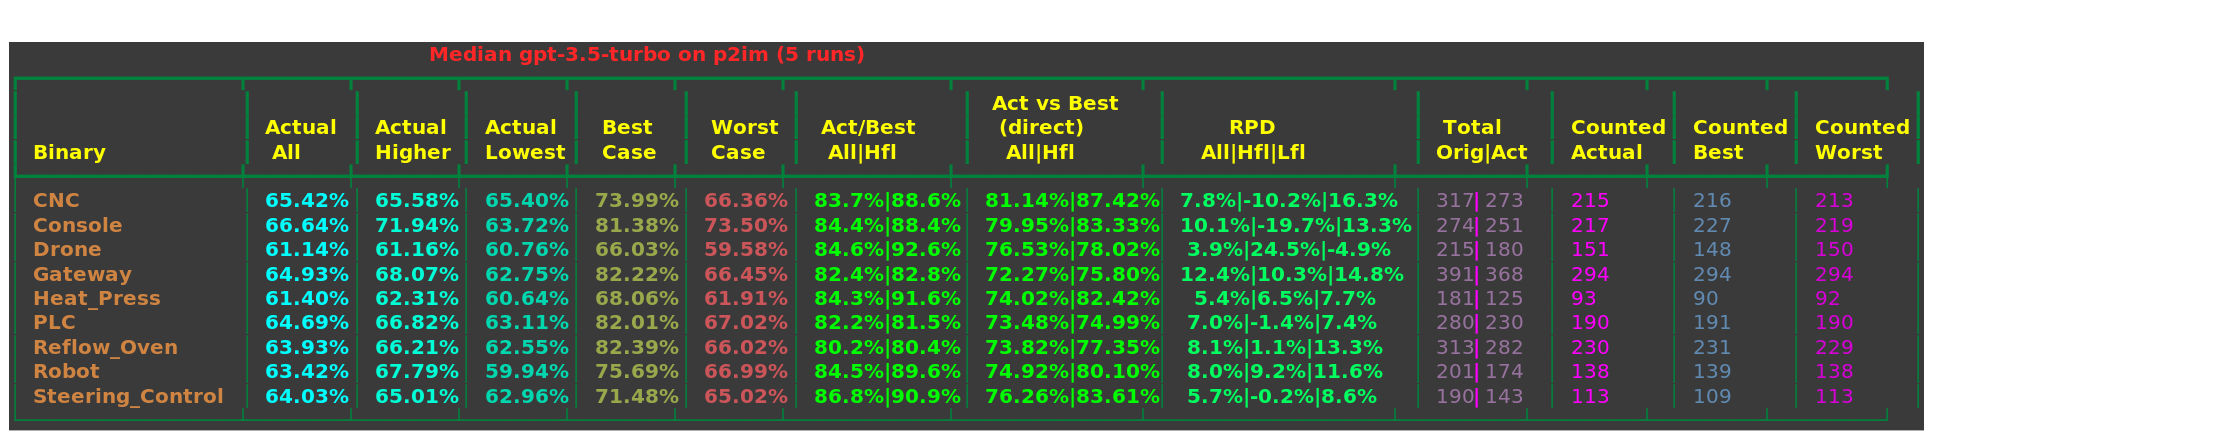 Median gpt-3.5-turbo on p2im (5 runs)
Act vs Best
Actual Actual Actual Best Worst Act/Best (direct) RPD Total Counted Counted Counted
Binary All Higher Lowest Case Case All|Hfl All|Hfl All|Hfl|Lfl Orig|Act Actual Best Worst
CNC 65.42% 65.58% 65.40% 73.99% 66.36% 83.7%|88.6% 81.14%|87.42% 7.8%|-10.2%|16.3% 317| 273 215 216 213
Console 66.64% 71.94% 63.72% 81.38% 73.50% 84.4%|88.4% 79.95%|83.33% 10.1%|-19.7%|13.3% 274| 251 217 227 219
Drone 61.14% 61.16% 60.76% 66.03% 59.58% 84.6%|92.6% 76.53%|78.02% 3.9%|24.5%|-4.9% 215| 180 151 148 150
Gateway 64.93% 68.07% 62.75% 82.22% 66.45% 82.4%|82.8% 72.27%|75.80% 12.4%|10.3%|14.8% 391| 368 294 294 294
Heat_Press 61.40% 62.31% 60.64% 68.06% 61.91% 84.3%|91.6% 74.02%|82.42% 5.4%|6.5%|7.7% 181| 125 93 90 92
PLC 64.69% 66.82% 63.11% 82.01% 67.02% 82.2%|81.5% 73.48%|74.99% 7.0%|-1.4%|7.4% 280| 230 190 191 190
Reflow_Oven 63.93% 66.21% 62.55% 82.39% 66.02% 80.2%|80.4% 73.82%|77.35% 8.1%|1.1%|13.3% 313| 282 230 231 229
Robot 63.42% 67.79% 59.94% 75.69% 66.99% 84.5%|89.6% 74.92%|80.10% 8.0%|9.2%|11.6% 201| 174 138 139 138
Steering_Control 64.03% 65.01% 62.96% 71.48% 65.02% 86.8%|90.9% 76.26%|83.61% 5.7%|-0.2%|8.6% 190| 143 113 109 113